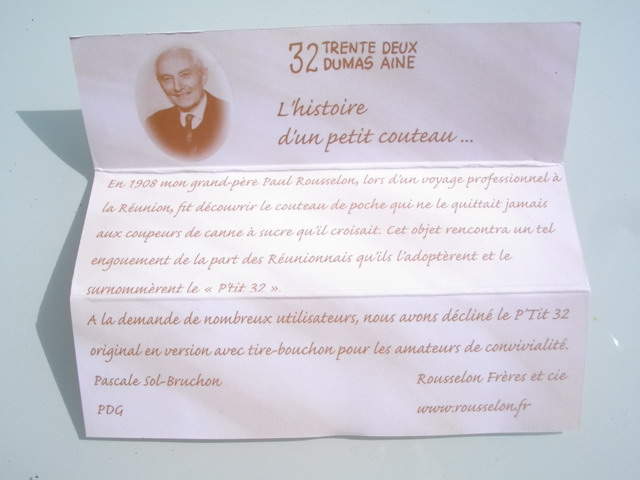 32 TRENTE DEUX
DUMAS AINE
L'histoire
d'un petit couteau ...
En 1908 mon grand-père Paul Rousselon, lors d'un voyage professionnel à
la Réunion, fit découvrir le couteau de poche qui ne le quittait jamais
aux coupeurs de canne à sucre qu'il croisait. Cet objet rencontra un tel
engouement de la part des Réunionnais qu'ils l'adoptèrent et le
surnommèrent le « P'tit 32 »
A la demande de nombreux utilisateurs, nous avons décliné le P'Tit 32
original en version avec tire-bouchon pour les amateurs de convivialité.
Pascale Sol-Bruchon Rousselon Frères et cie
PDG www.rousselon.fr